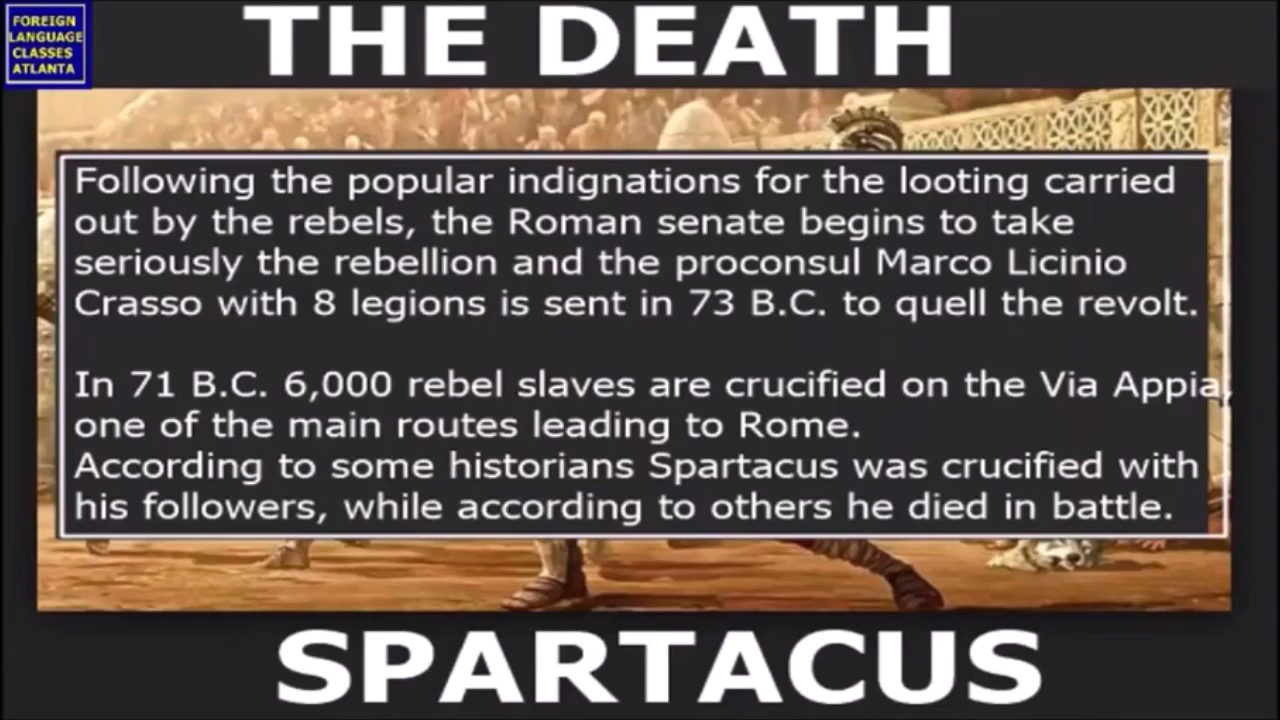 FOREIGN
LANGUAGE
CLASSES
ATLANTA
THE DEATH
Following the popular indignations for the looting carried
out by the rebels, the Roman senate begins to take
seriously the rebellion and the proconsul Marco Licinio
Crasso with 8 legions is sent in 73 B.C. to quell the revolt.
In 71 B.C. 6,000 rebel slaves are crucified on the Via Appia,
one of the main routes leading to Rome.
According to some historians Spartacus was crucified with
his followers, while according to others he died in battle.
SPARTACUS